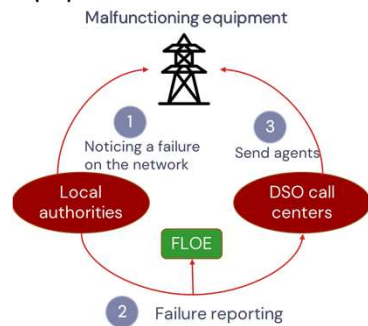 Malfunctioning equipment
1
Noticing a failure
on the network
3
Send agents
Local
authorities
DSO call
centers
FLOE
2
Failure reporting